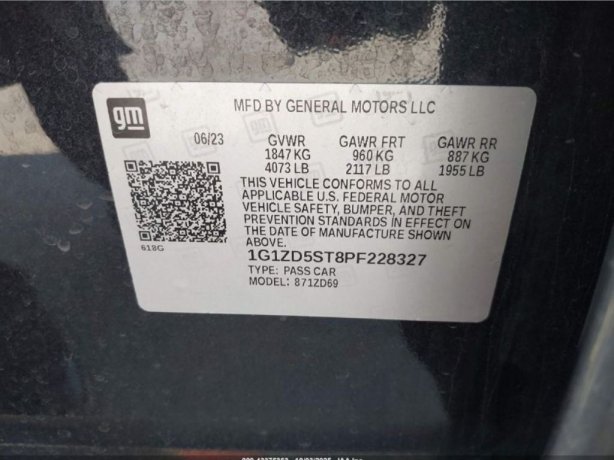 gm
MFD BY GENERAL MOTORS LLC
06/23 GVWR GAWR FRT GAWR RR
1847 KG 960 KG 887 KG
4073 LB 2117 LB 1955 LB
THIS VEHICLE CONFORMS TO ALL
APPLICABLE U.S. FEDERAL MOTOR
VEHICLE SAFETY, BUMPER, AND THEFT
PREVENTION STANDARDS IN EFFECT ON
THE DATE OF MANUFACTURE SHOWN
ABOVE.
618G
1G1ZD5ST8PF228327
TYPE: PASS CAR
MODEL: 871ZD69